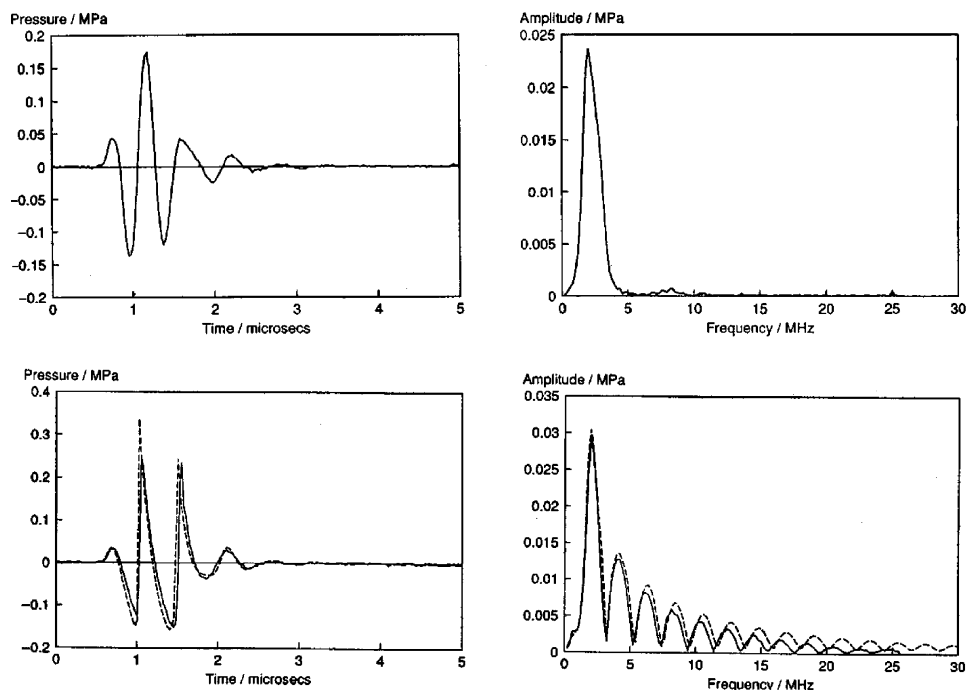 Pressure / MPa
0.2
0.15
0.10
0.05
0
−0.05
−0.1
−0.15
−0.2
0 1 2 3 4 5
Time / microsecs
Amplitude / MPa
0.025
0.02
0.015
0.01
0.005
0
0 5 10 15 20 25 30
Frequency / MHz
Pressure / MPa
0.4
0.3
0.2
0.1
0
−0.1
−0.2
0 1 2 3 4 5
Time / microsecs
Amplitude / MPa
0.035
0.03
0.025
0.02
0.015
0.01
0.005
0
0 5 10 15 20 25 30
Frequency / MHz